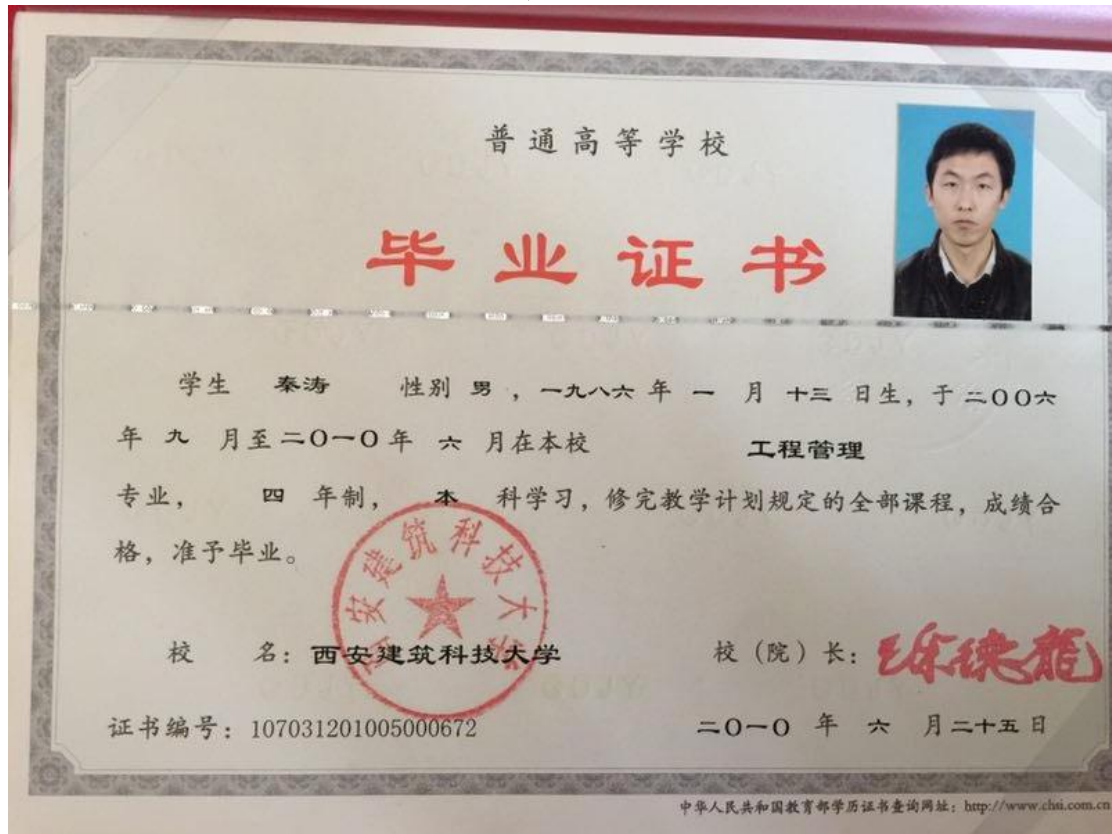 普通高等学校
毕业证书
学生 秦涛 性别 男，一九八六 年 一 月 十三 日生，于 二00六
年 九 月至 二0一0 年 六 月在本校 工程管理
专业， 四 年制， 本 科学习，修完教学计划规定的全部课程，成绩合
格，准予毕业。
西安建筑科技大学
校 名：西安建筑科技大学 校（院）长：
证书编号：107031201005000672 二0一0 年 六 月二十五日
中华人民共和国教育部学历证书查询网址：http://www.chsi.com.cn